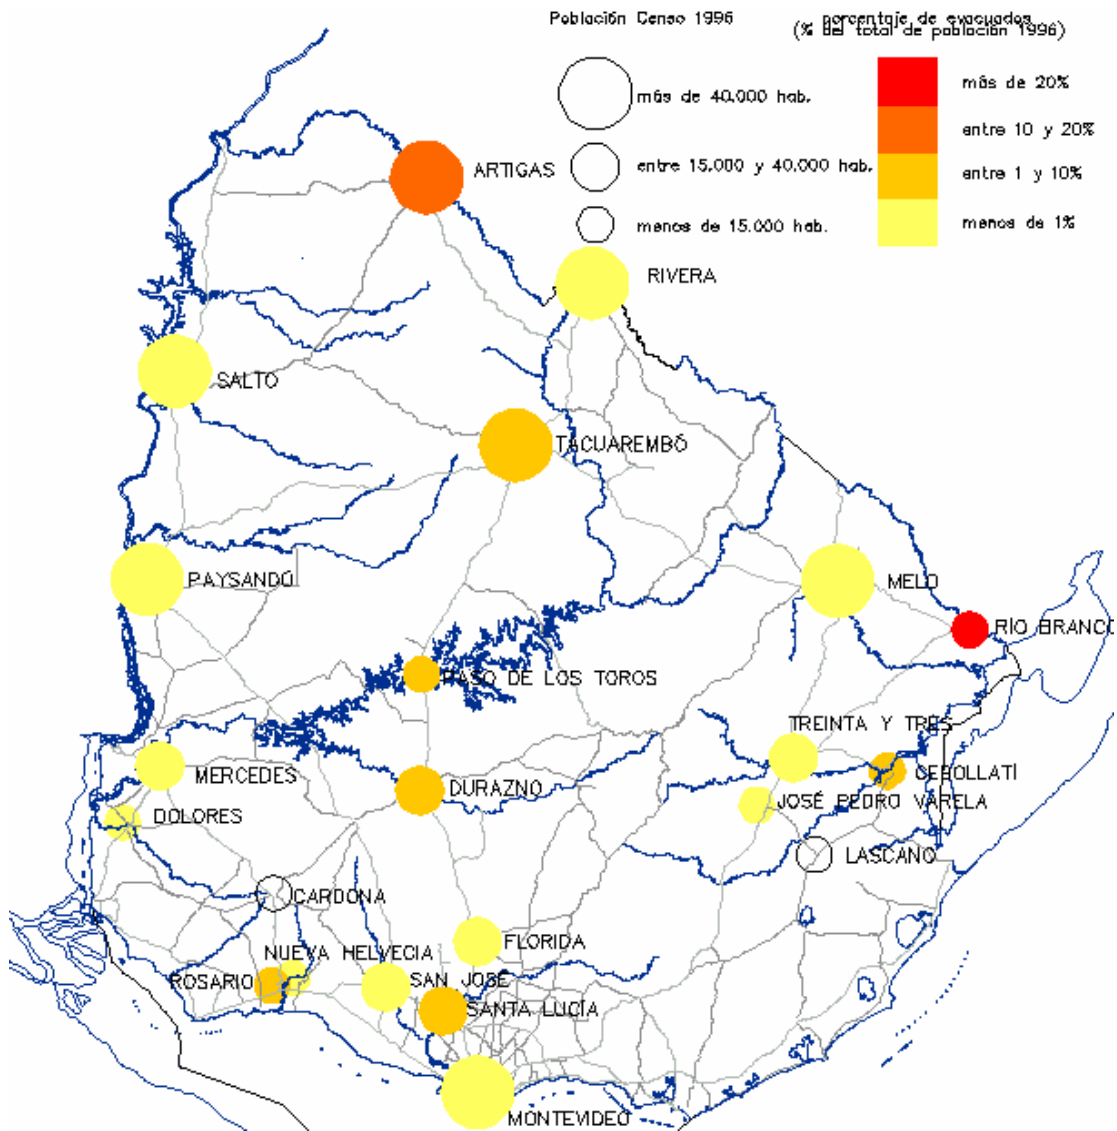 Población Censo 1996
porcentaje de evacuados
(% del total de población 1996)
más de 40.000 hab.
entre 15.000 y 40.000 hab.
menos de 15.000 hab.
más de 20%
entre 10 y 20%
entre 1 y 10%
menos de 1%
ARTIGAS
RIVERA
SALTO
TACUAREMBÓ
PAYSANDÚ
MELO
RÍO BRANCO
PASO DE LOS TOROS
TREINTA Y TRES
MERCEDES
CEBOLLATÍ
DURAZNO
JOSÉ PEDRO VARELA
DOLORES
LASCANO
CARDONA
FLORIDA
NUEVA HELVECIA
ROSARIO
SAN JOSÉ
SANTA LUCÍA
MONTEVIDEO